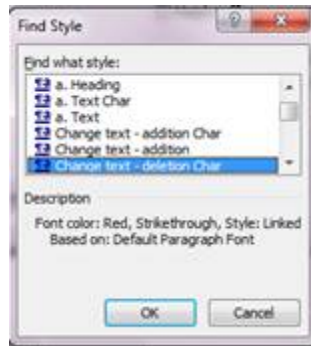 Find Style
Find what style:
a. Heading
a. Text Char
a. Text
Change text - addition Char
Change text - addition
Change text - deletion Char
Description
Font color: Red, Strikethrough, Style: Linked
Based on: Default Paragraph Font
OK
Cancel